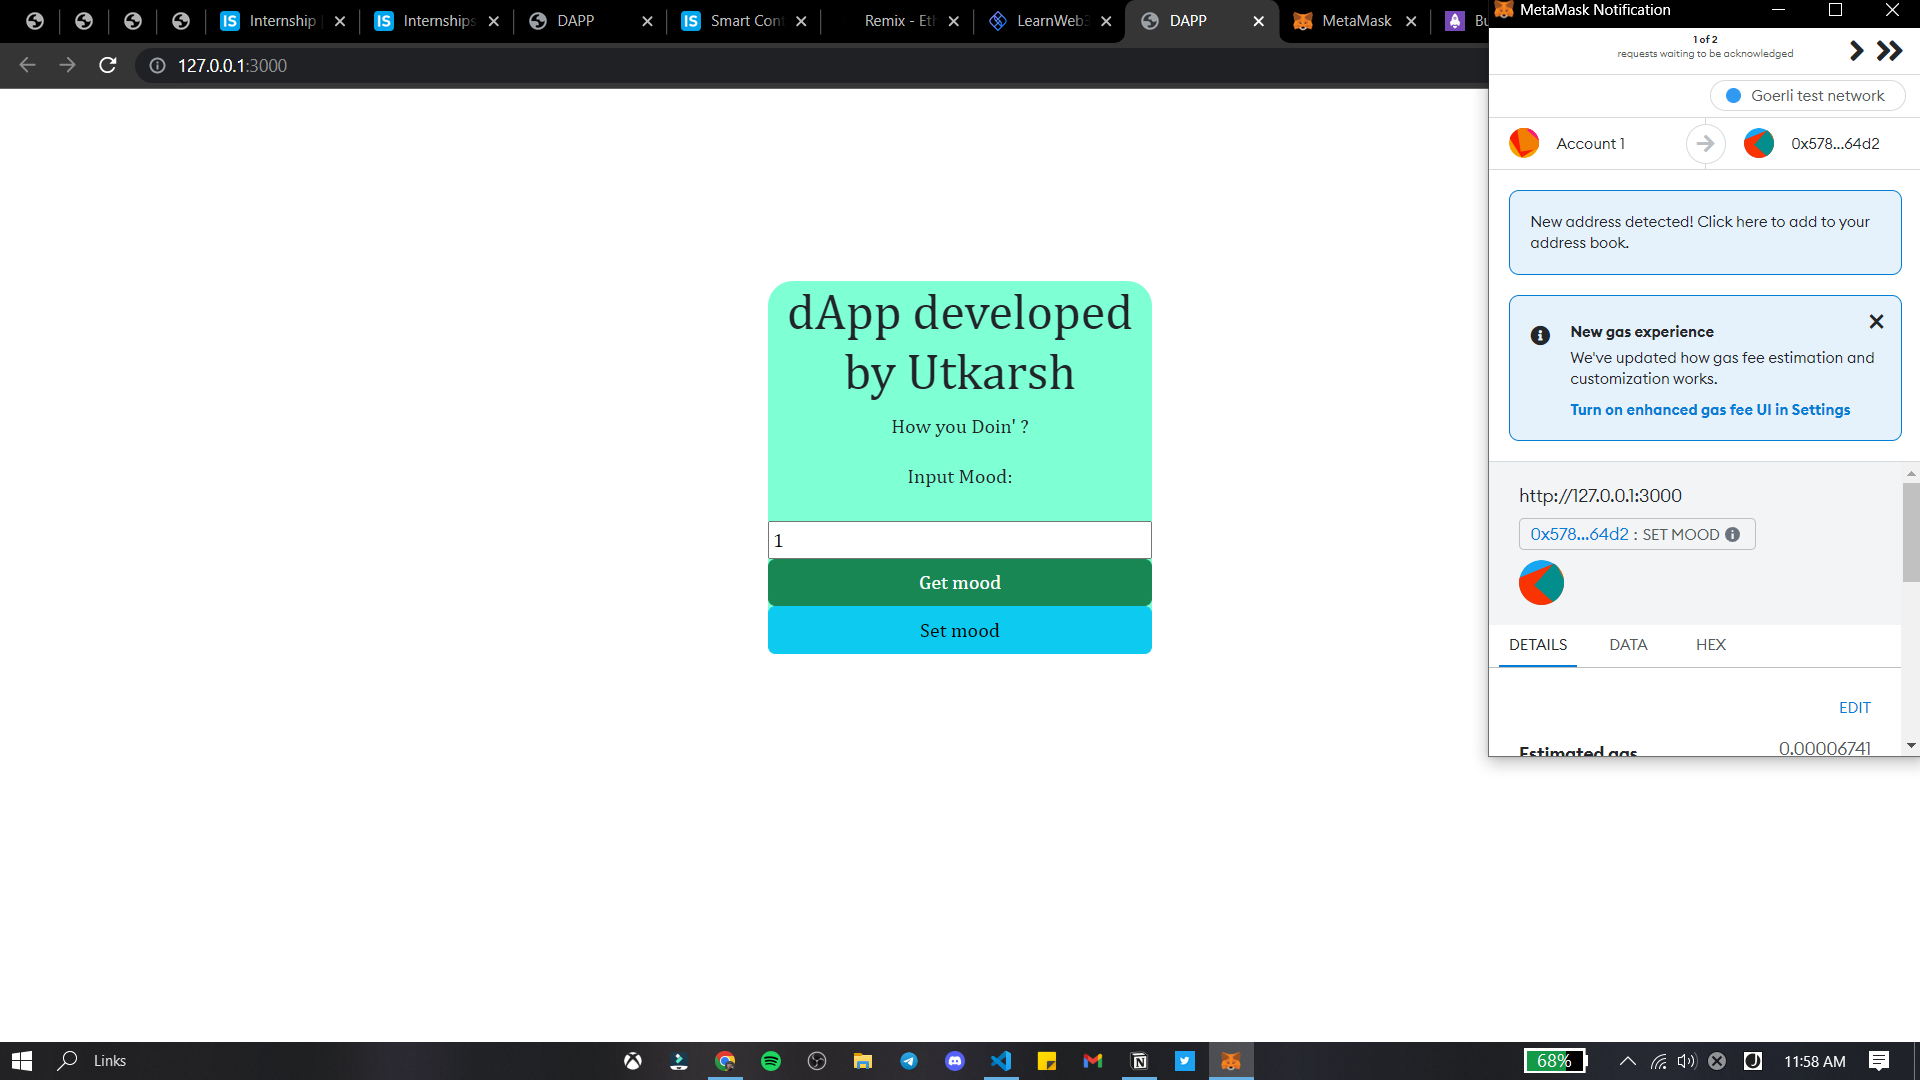 Internship
Internships
DAPP
Smart Con
Remix - Eth
LearnWeb3
DAPP
MetaMask
Bu
127.0.0.1:3000
MetaMask Notification
1 of 2
requests waiting to be acknowledged
Goerli test network
Account 1
0x578...64d2
New address detected! Click here to add to your
address book.
New gas experience
We've updated how gas fee estimation and
customization works.
Turn on enhanced gas fee UI in Settings
http://127.0.0.1:3000
0x578...64d2 : SET MOOD
DETAILS
DATA
HEX
EDIT
Estimated gas
0.00006741
dApp developed
by Utkarsh
How you Doin' ?
Input Mood:
1
Get mood
Set mood
Links
68%
11:58 AM